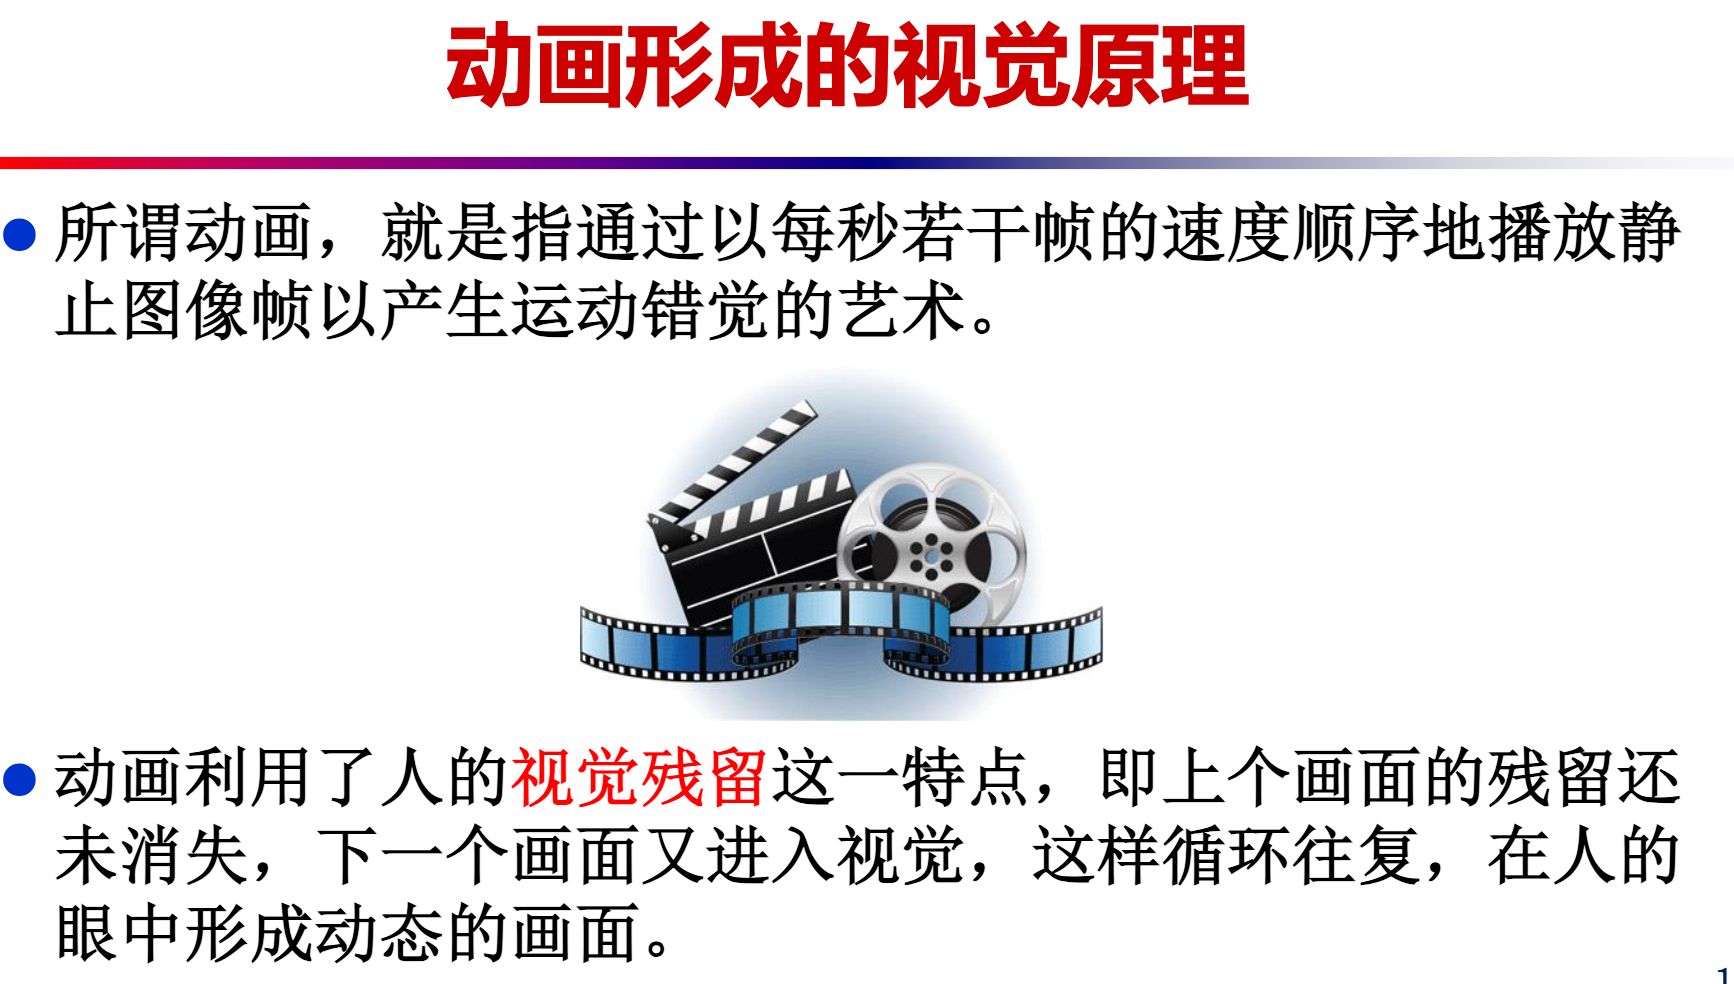 动画形成的视觉原理
● 所谓动画，就是指通过以每秒若干帧的速度顺序地播放静
止图像帧以产生运动错觉的艺术。
● 动画利用了人的视觉残留这一特点，即上个画面的残留还
未消失，下一个画面又进入视觉，这样循环往复，在人的
眼中形成动态的画面。
1